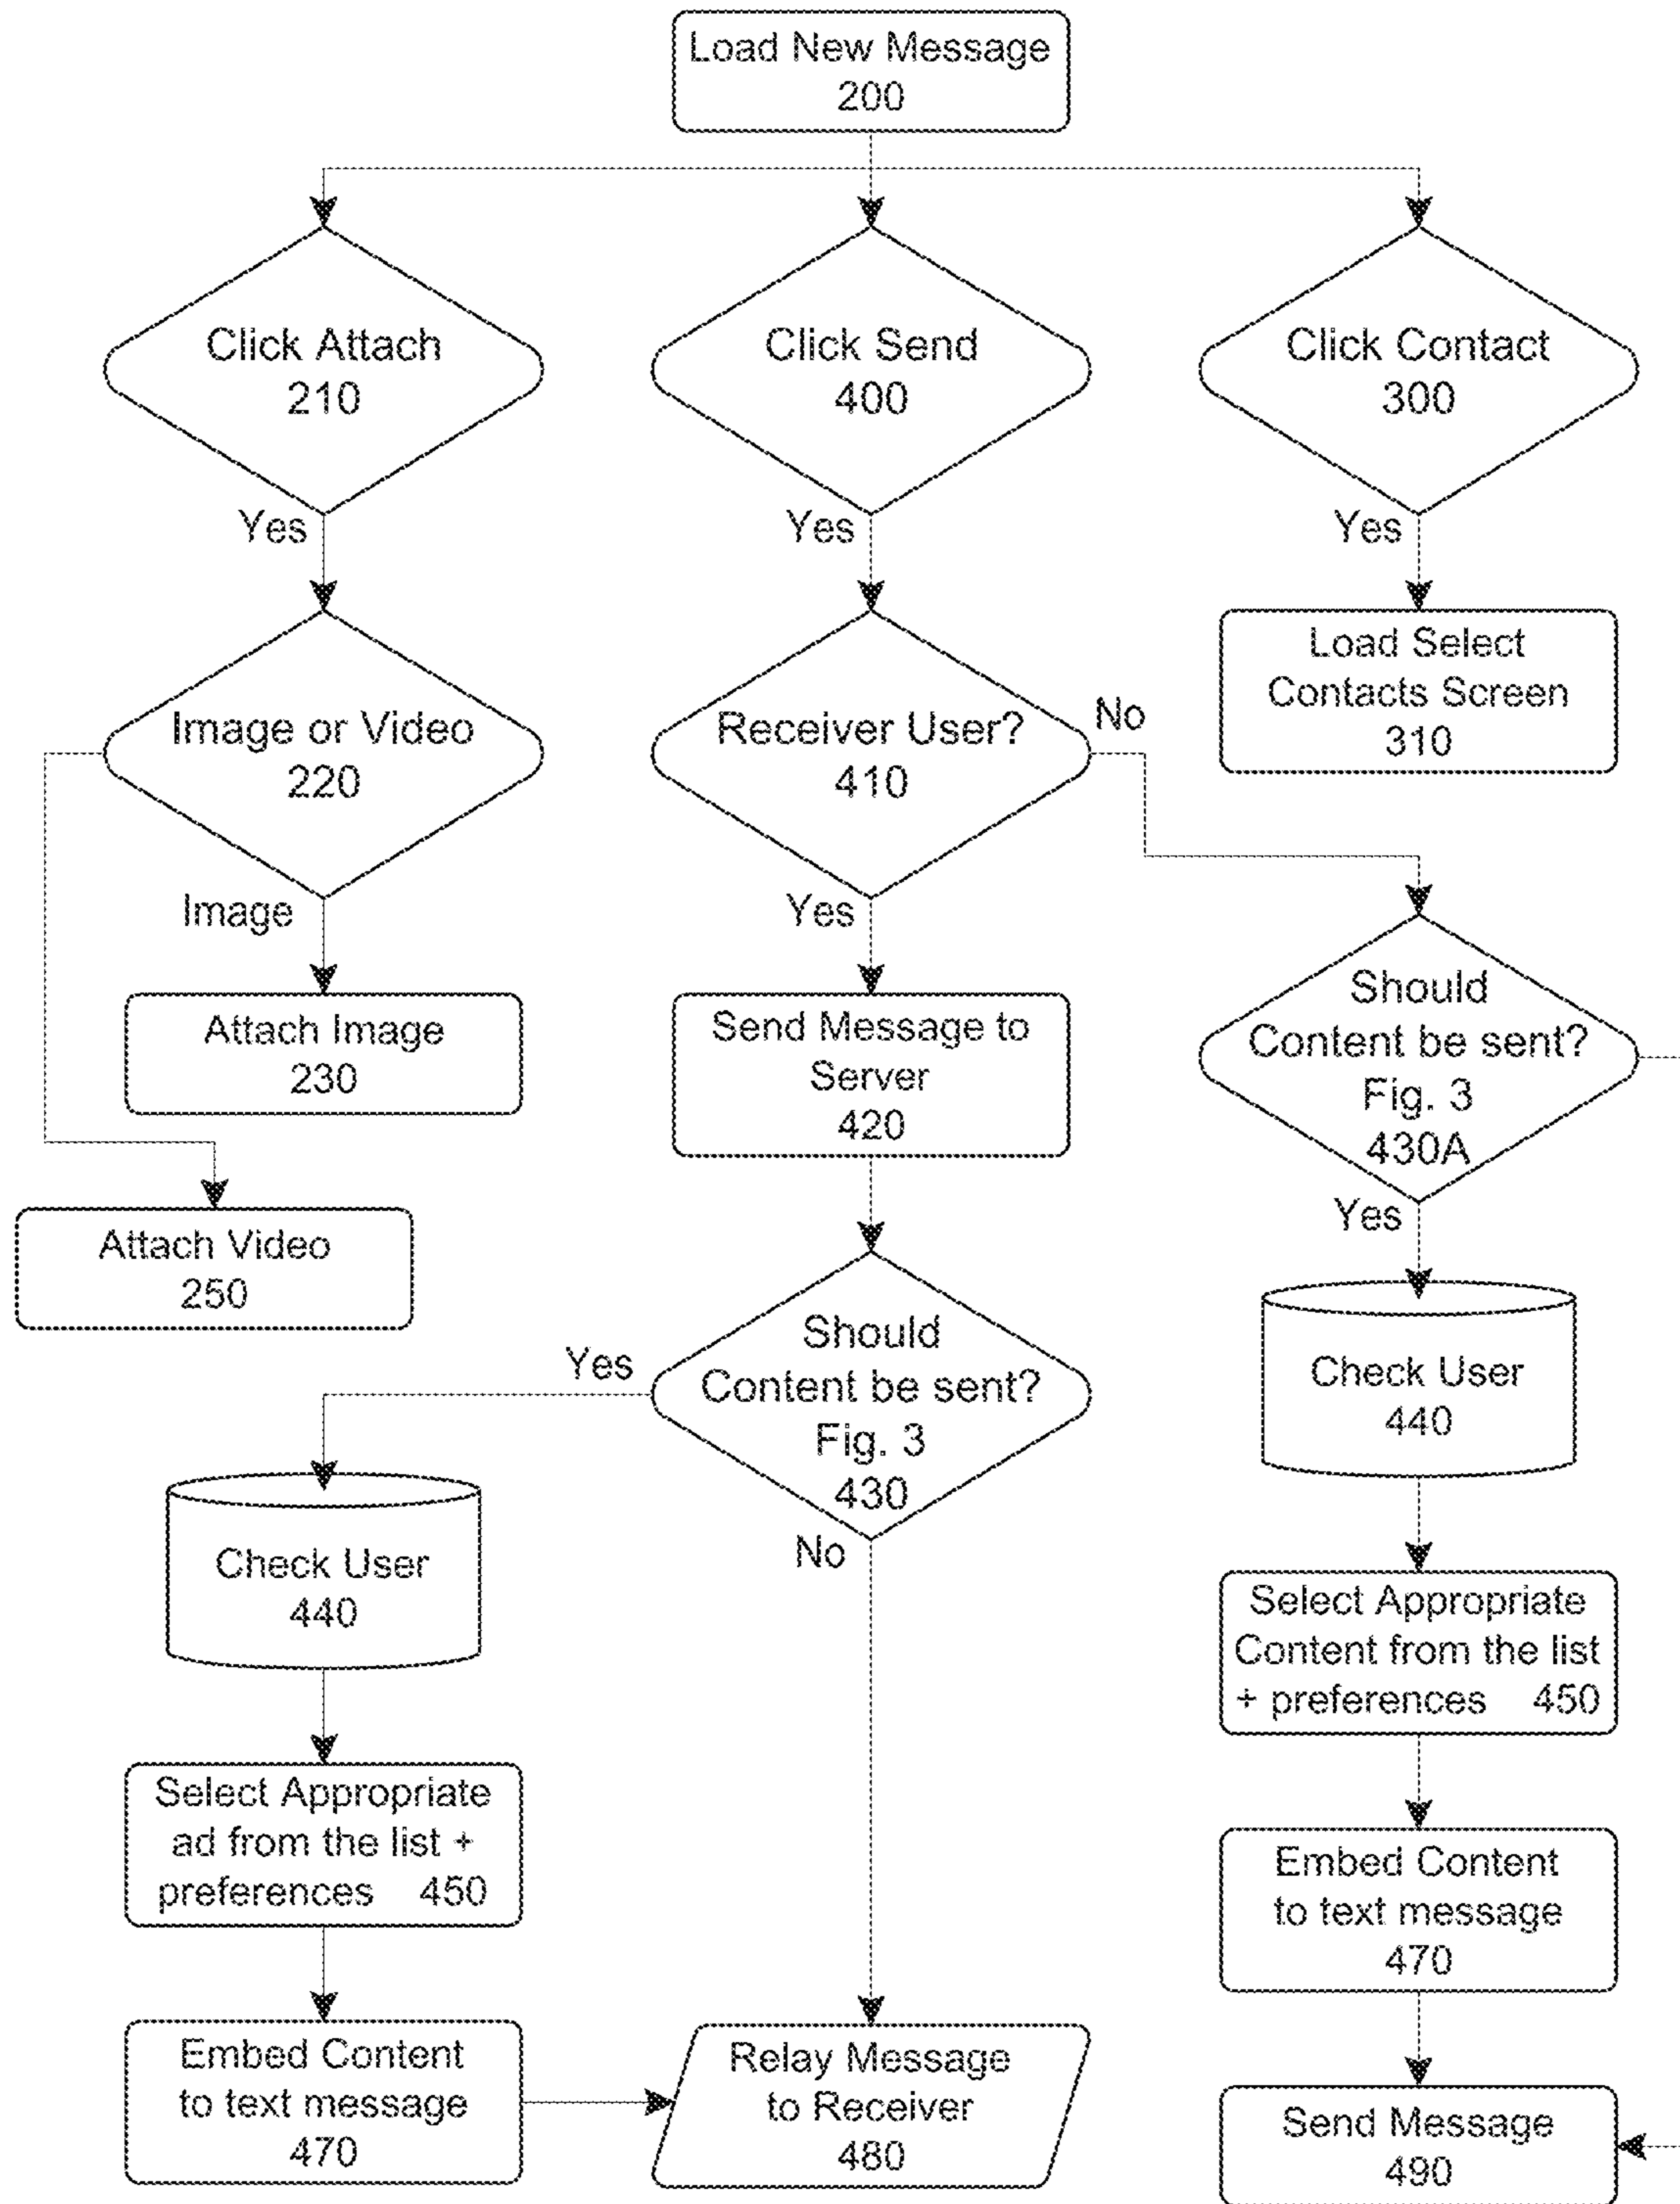 Load New Message
200
Click Attach
210
Click Send
400
Click Contact
300
Yes
Yes
Yes
Image or Video
220
Receiver User?
410
No
Load Select
Contacts Screen
310
Image
Yes
Attach Image
230
Send Message to
Server
420
Should
Content be sent?
Fig. 3
430A
Yes
Attach Video
250
Should
Content be sent?
Fig. 3
430
Yes
No
Check User
440
Check User
440
Select Appropriate
Content from the list
+ preferences 450
Select Appropriate
ad from the list +
preferences 450
Embed Content
to text message
470
Embed Content
to text message
470
Relay Message
to Receiver
480
Send Message
490